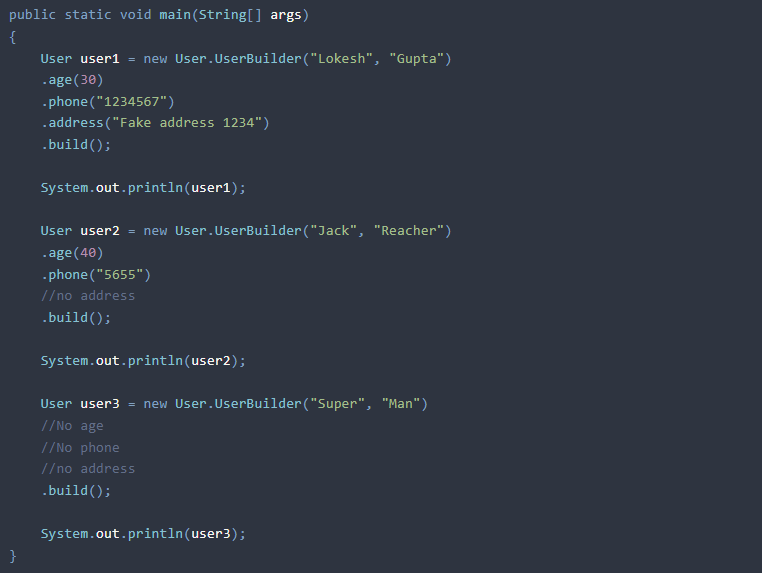 public static void main(String[] args)
{
    User user1 = new User.UserBuilder("Lokesh", "Gupta")
    .age(30)
    .phone("1234567")
    .address("Fake address 1234")
    .build();

    System.out.println(user1);

    User user2 = new User.UserBuilder("Jack", "Reacher")
    .age(40)
    .phone("5655")
    //no address
    .build();

    System.out.println(user2);

    User user3 = new User.UserBuilder("Super", "Man")
    //No age
    //No phone
    //no address
    .build();

    System.out.println(user3);
}